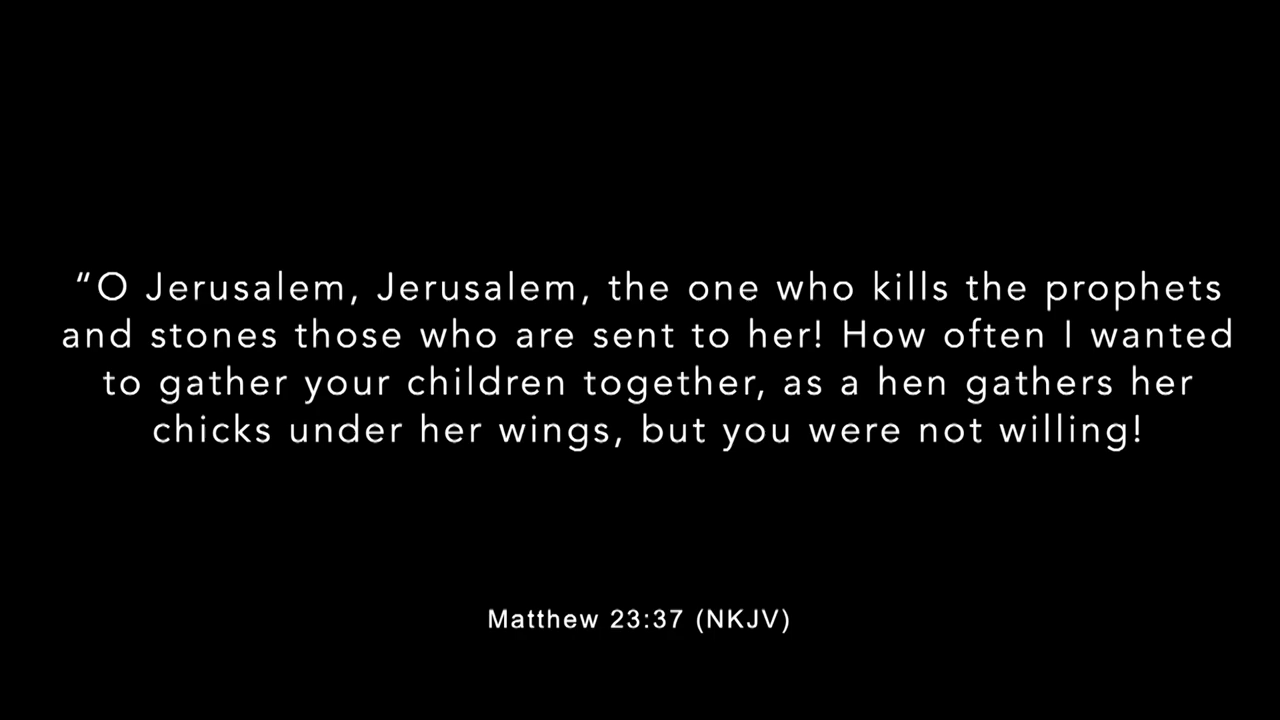 “O Jerusalem, Jerusalem, the one who kills the prophets
and stones those who are sent to her! How often I wanted
to gather your children together, as a hen gathers her
chicks under her wings, but you were not willing!
Matthew 23:37 (NKJV)